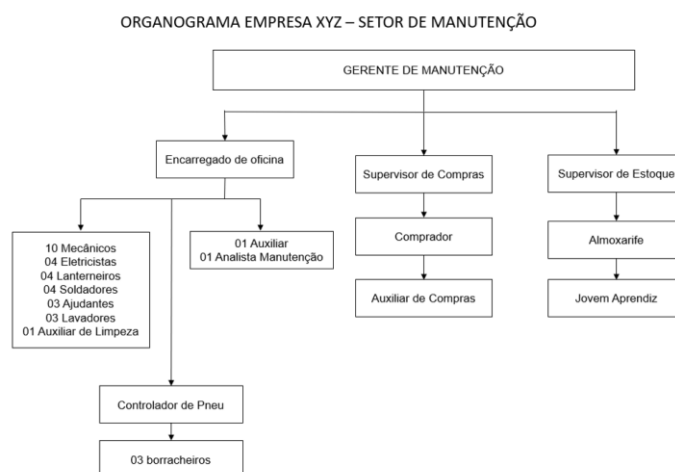 ORGANOGRAMA EMPRESA XYZ – SETOR DE MANUTENÇÃO
GERENTE DE MANUTENÇÃO
Encarregado de oficina
Supervisor de Compras
Supervisor de Estoque
10 Mecânicos
04 Eletricistas
04 Lanterneiros
04 Soldadores
03 Ajudantes
03 Lavadores
01 Auxiliar de Limpeza
01 Auxiliar
01 Analista Manutenção
Comprador
Almoxarife
Auxiliar de Compras
Jovem Aprendiz
Controlador de Pneu
03 borracheiros